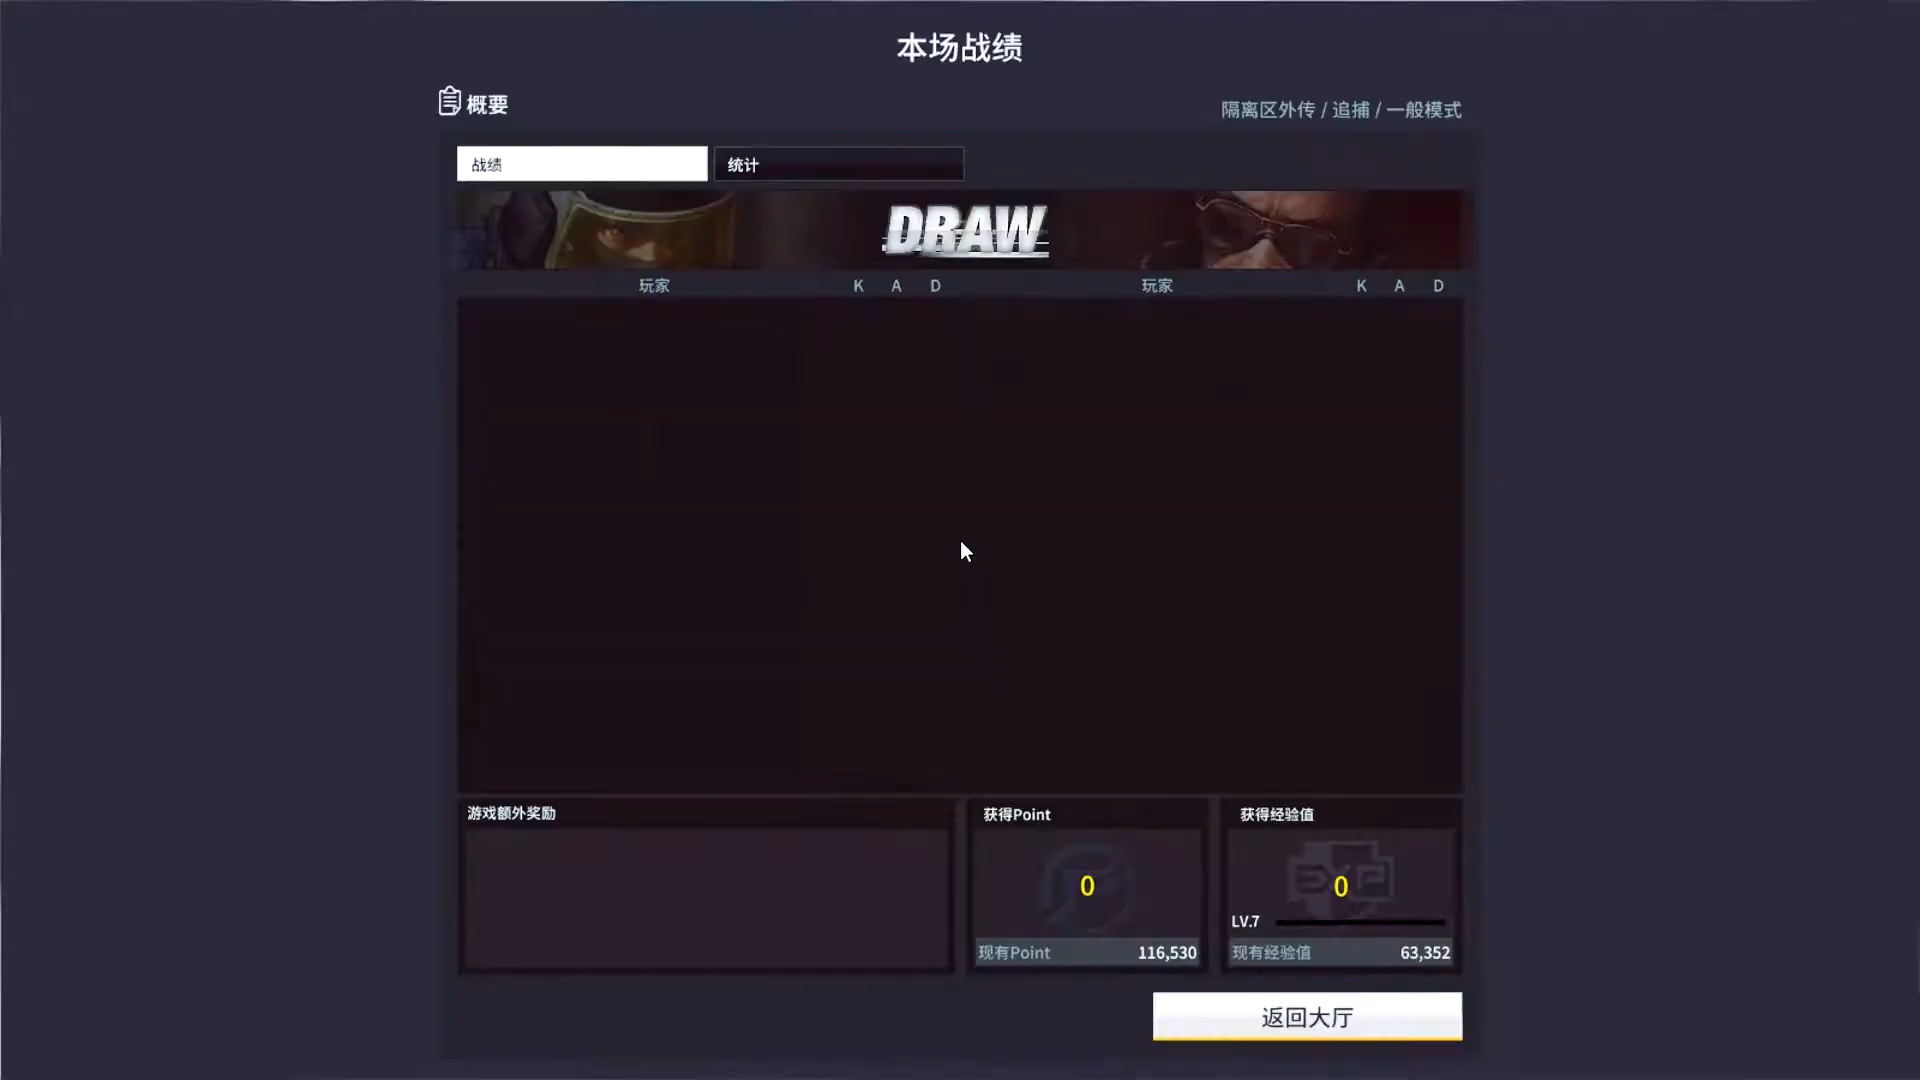 本场战绩
概要
隔离区外传 / 追捕 / 一般模式
战绩
统计
DRAW
玩家 K A D 玩家 K A D
游戏额外奖励
获得Point
0
现有Point 116,530
获得经验值
EXP
0
LV.7
现有经验值 63,352
返回大厅